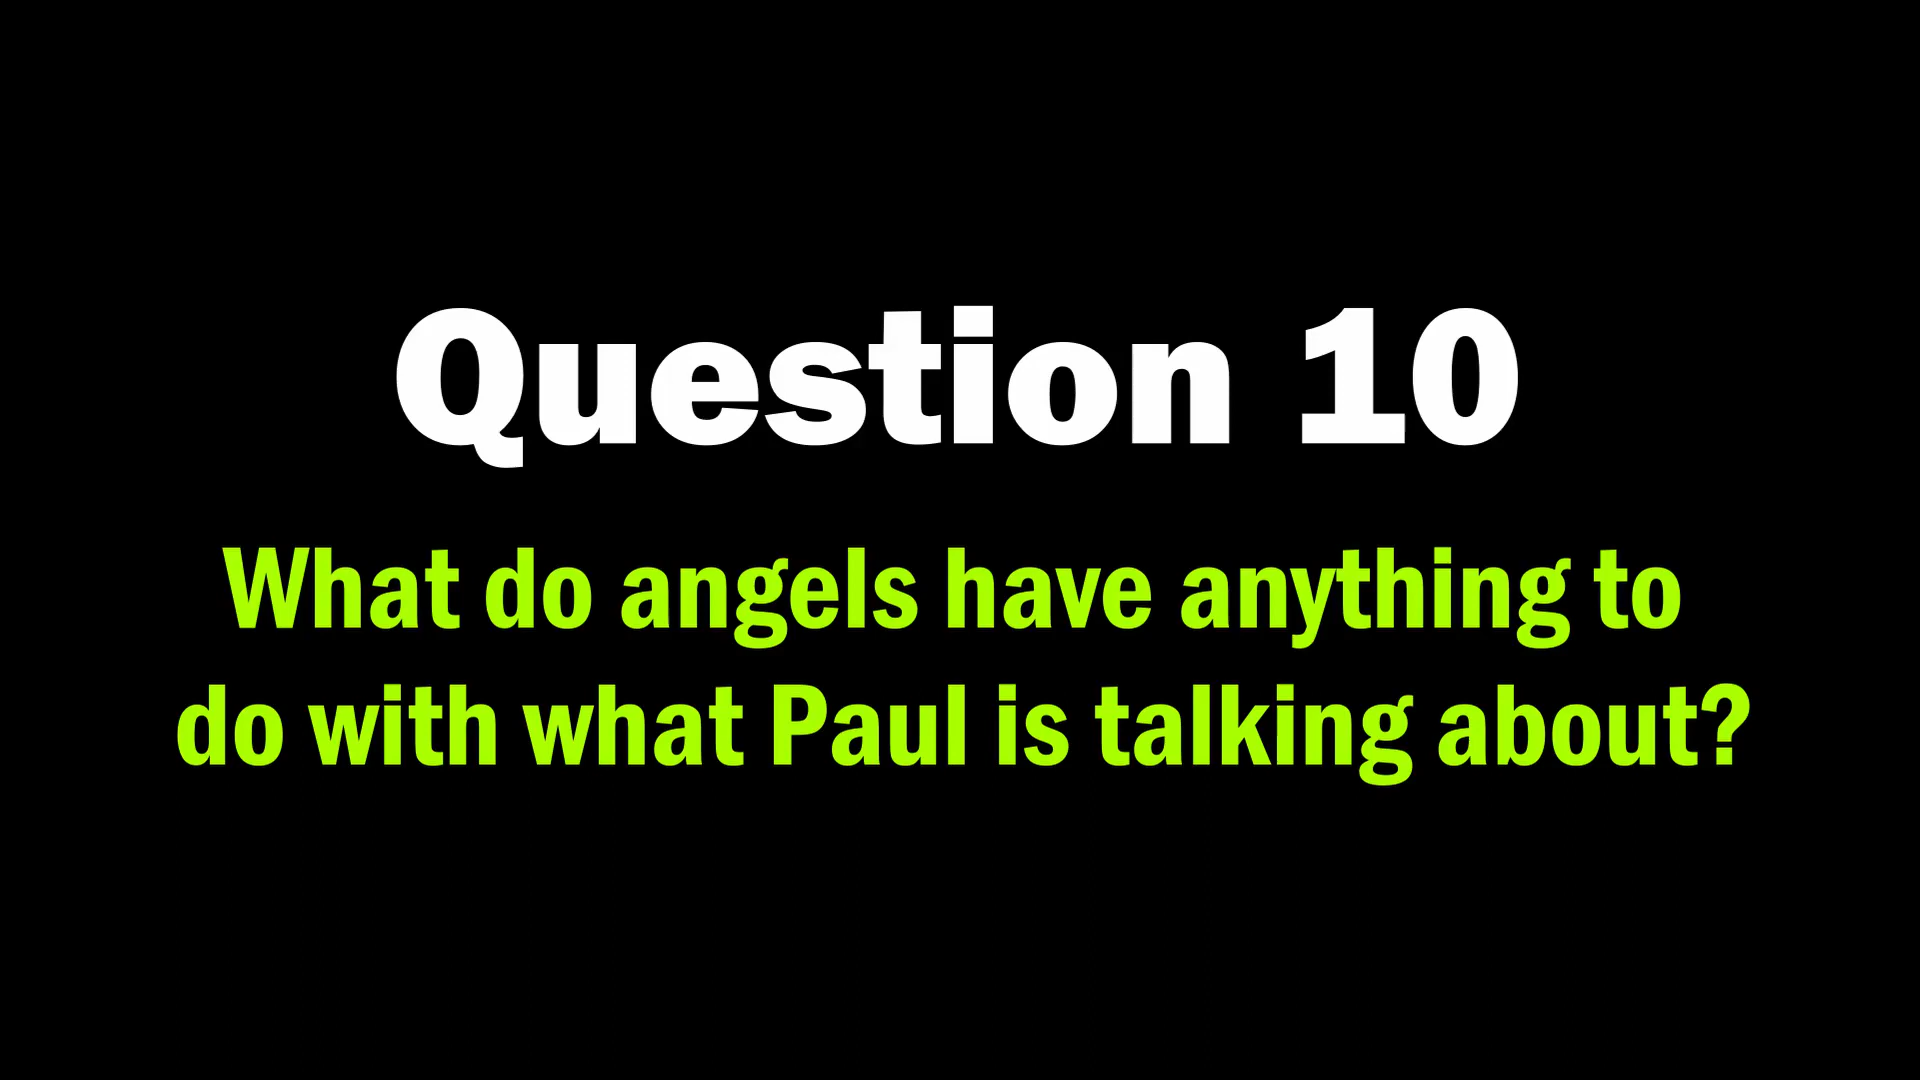 Question 10
What do angels have anything to
do with what Paul is talking about?